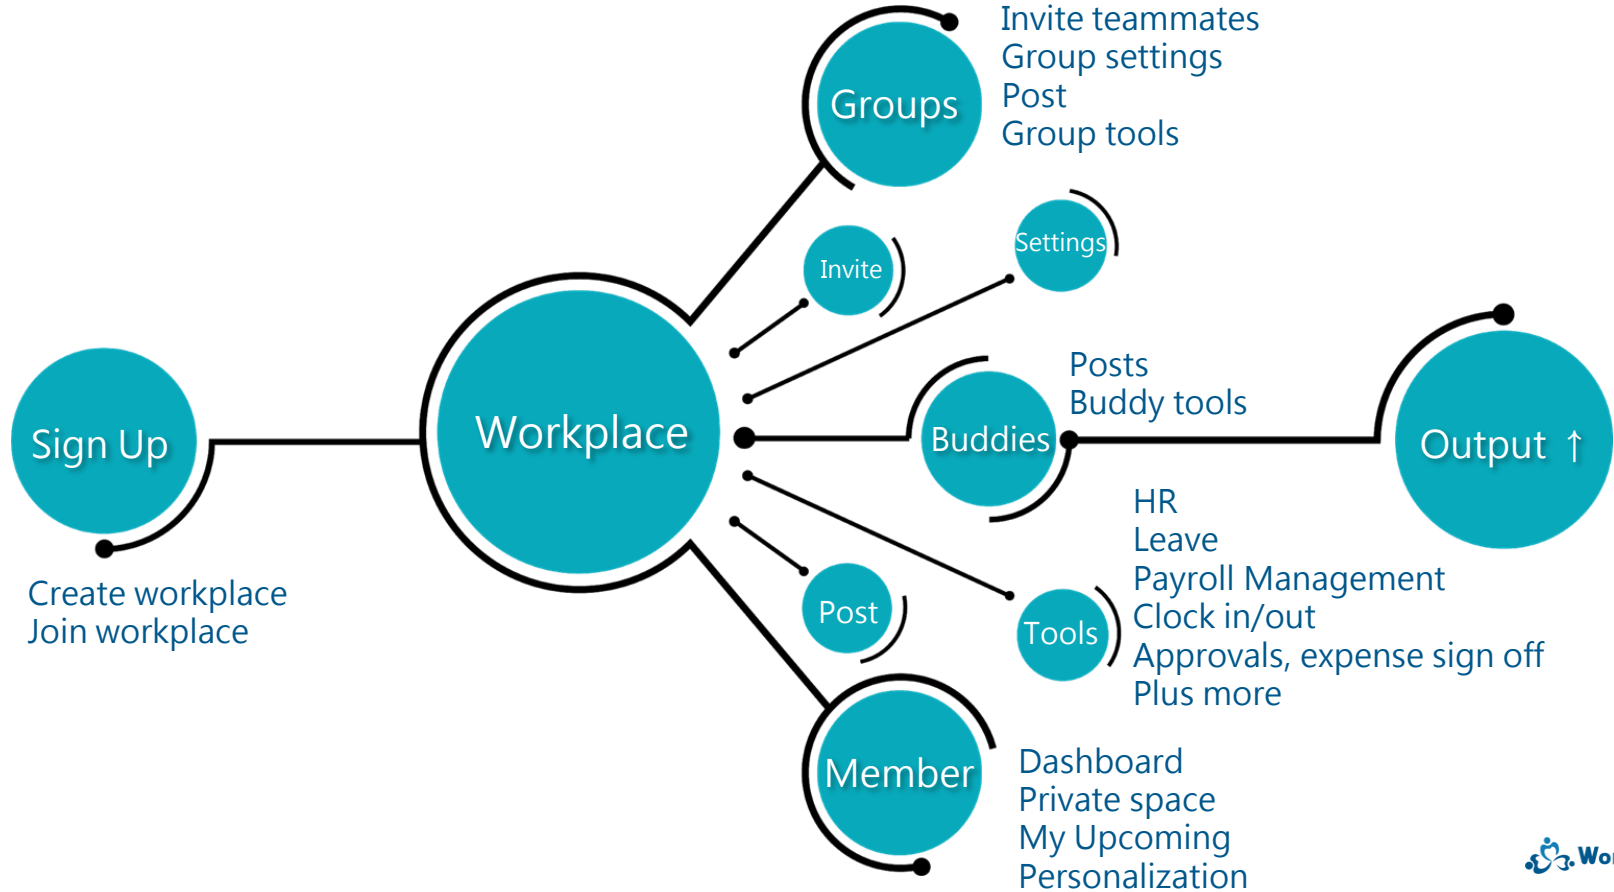 Invite teammates
Group settings
Post
Group tools
Groups
Settings
Invite
Sign Up
Create workplace
Join workplace
Workplace
Posts
Buddy tools
Buddies
Output ↑
HR
Leave
Payroll Management
Clock in/out
Approvals, expense sign off
Plus more
Post
Tools
Member
Dashboard
Private space
My Upcoming
Personalization